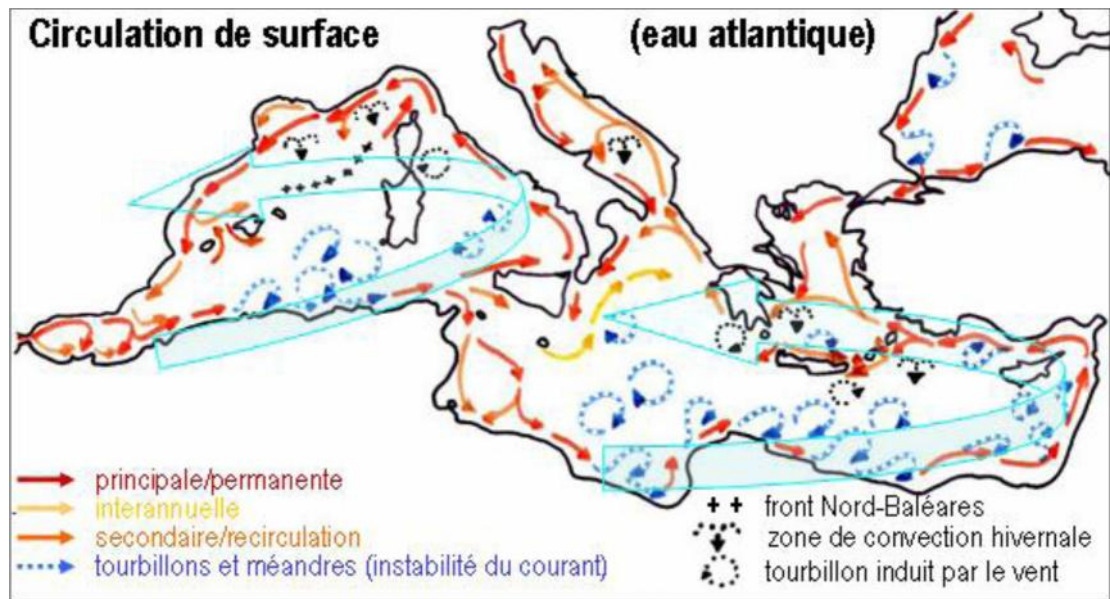 Circulation de surface (eau atlantique)
principale/permanente
interannuelle
secondaire/recirculation
tourbillons et méandres (instabilité du courant)
front Nord-Baléares
zone de convection hivernale
tourbillon induit par le vent